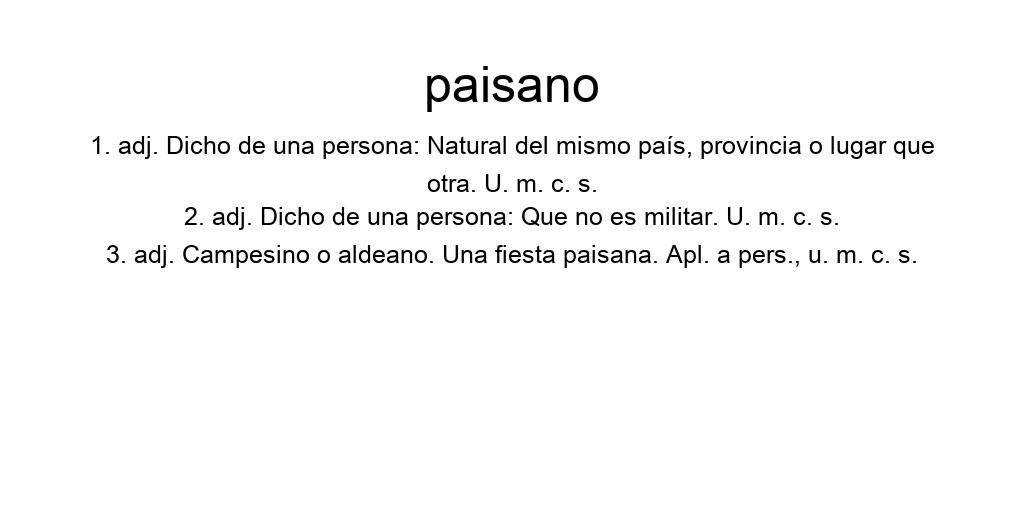 paisano
1. adj. Dicho de una persona: Natural del mismo país, provincia o lugar que
otra. U. m. c. s.
2. adj. Dicho de una persona: Que no es militar. U. m. c. s.
3. adj. Campesino o aldeano. Una fiesta paisana. Apl. a pers., u. m. c. s.